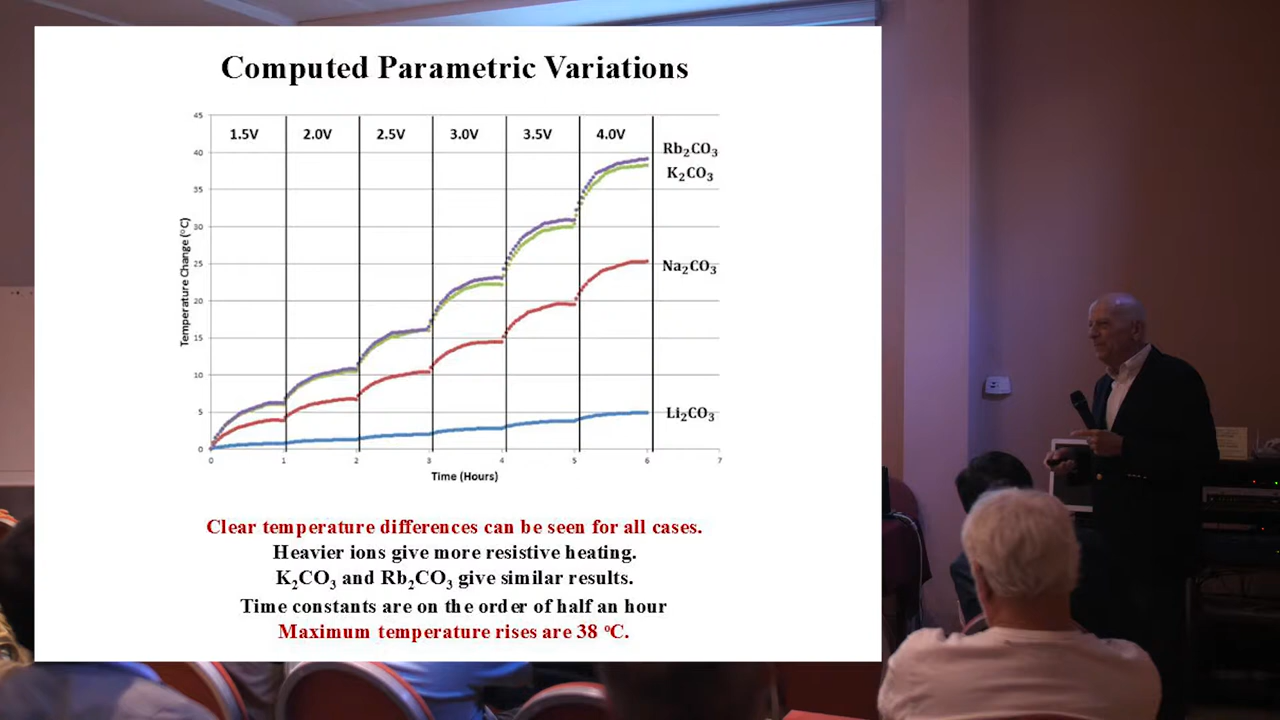 Computed Parametric Variations
45
1.5V 2.0V 2.5V 3.0V 3.5V 4.0V
40
35
30
25
20
15
10
5
0
Temperature Change (°C)
Rb₂CO₃
K₂CO₃
Na₂CO₃
Li₂CO₃
0 1 2 3 4 5 6 7
Time (Hours)
Clear temperature differences can be seen for all cases.
Heavier ions give more resistive heating.
K₂CO₃ and Rb₂CO₃ give similar results.
Time constants are on the order of half an hour
Maximum temperature rises are 38 °C.